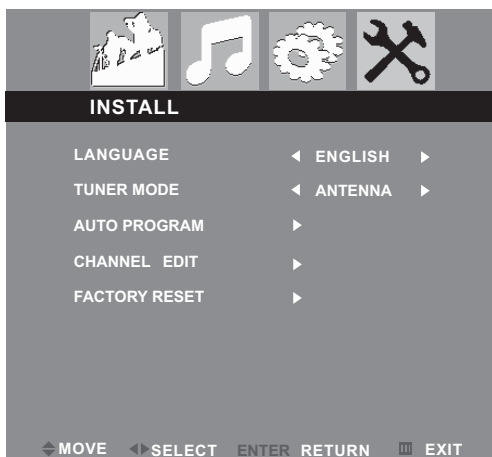 INSTALL
LANGUAGE ENGLISH
TUNER MODE ANTENNA
AUTO PROGRAM
CHANNEL EDIT
FACTORY RESET
MOVE SELECT ENTER RETURN EXIT